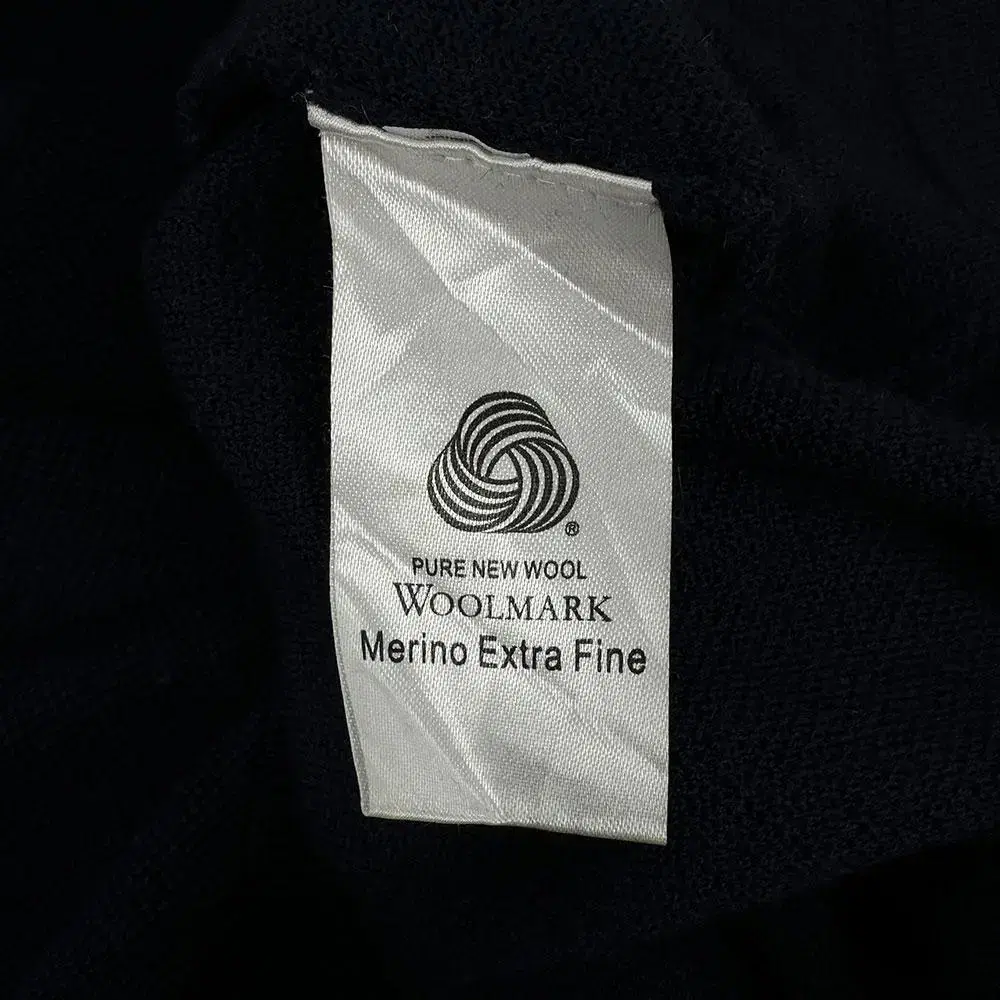 ®
PURE NEW WOOL
WOOLMARK
Merino Extra Fine